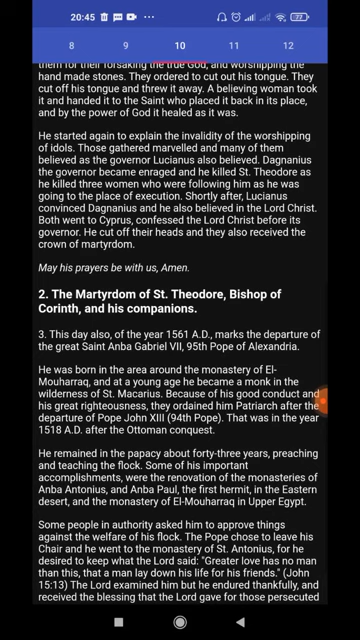 20:45
77
8 9 10 11 12
them for their forsaking the true God, and worshipping the
hand made stones. They ordered to cut out his tongue. They
cut off his tongue and threw it away. A believing woman took
it and handed it to the Saint who placed it back in its place,
and by the power of God it healed as it was.
He started again to explain the invalidity of the worshipping
of idols. Those gathered marvelled and many of them
believed as the governor Lucianus also believed. Dagnanius
the governor became enraged and he killed St. Theodore as
he killed three women who were following him as he was
going to the place of execution. Shortly after, Lucianus
convinced Dagnanius and he also believed in the Lord Christ.
Both went to Cyprus, confessed the Lord Christ before its
governor. He cut off their heads and they also received the
crown of martyrdom.
May his prayers be with us, Amen.
2. The Martyrdom of St. Theodore, Bishop of
Corinth, and his companions.
3. This day also, of the year 1561 A.D., marks the departure of
the great Saint Anba Gabriel VII, 95th Pope of Alexandria.
He was born in the area around the monastery of El-
Mouharraq, and at a young age he became a monk in the
wilderness of St. Macarius. Because of his good conduct and
his great righteousness, they ordained him Patriarch after the
departure of Pope John XIII (94th Pope). That was in the year
1518 A.D. after the Ottoman conquest.
He remained in the papacy about forty-three years, preaching
and teaching the flock. Some of his important
accomplishments, were the renovation of the monasteries of
Anba Antonius, and Anba Paul, the first hermit, in the Eastern
desert, and the monastery of El-Mouharraq in Upper Egypt.
Some people in authority asked him to approve things
against the welfare of his flock. The Pope chose to leave his
Chair and he went to the monastery of St. Antonius, for he
desired to keep what the Lord said: "Greater love has no man
than this, that a man lay down his life for his friends." (John
15:13) The Lord examined him but he endured thankfully, and
received the blessing that the Lord gave for those persecuted